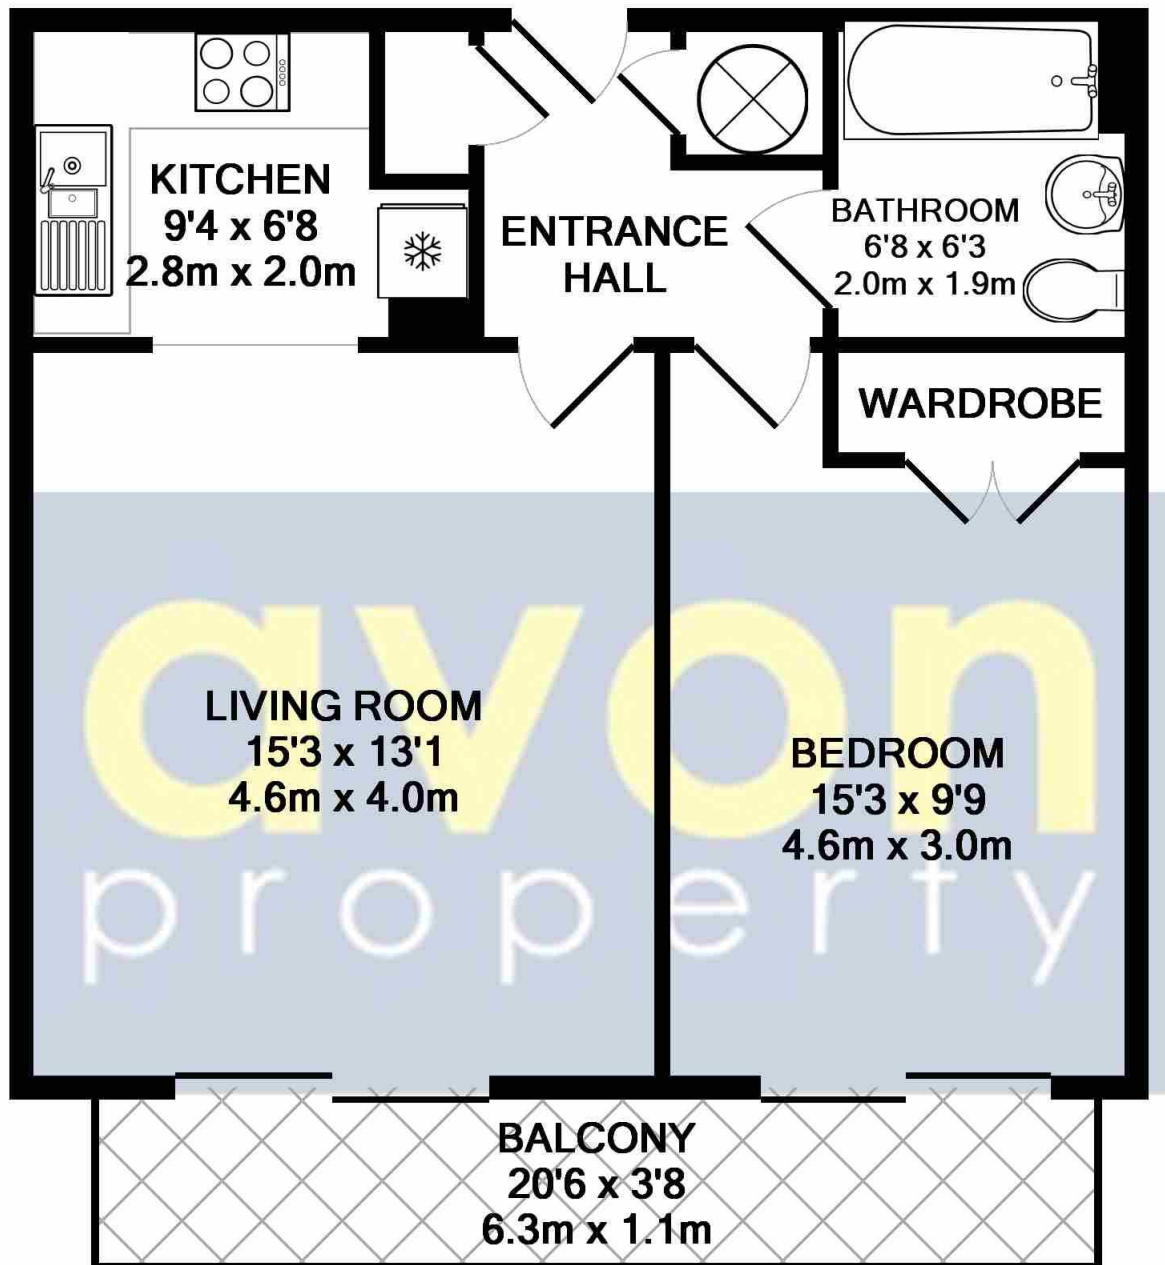 KITCHEN
9'4 x 6'8
2.8m x 2.0m
ENTRANCE
HALL
BATHROOM
6'8 x 6'3
2.0m x 1.9m
WARDROBE
avon
property
LIVING ROOM
15'3 x 13'1
4.6m x 4.0m
BEDROOM
15'3 x 9'9
4.6m x 3.0m
BALCONY
20'6 x 3'8
6.3m x 1.1m